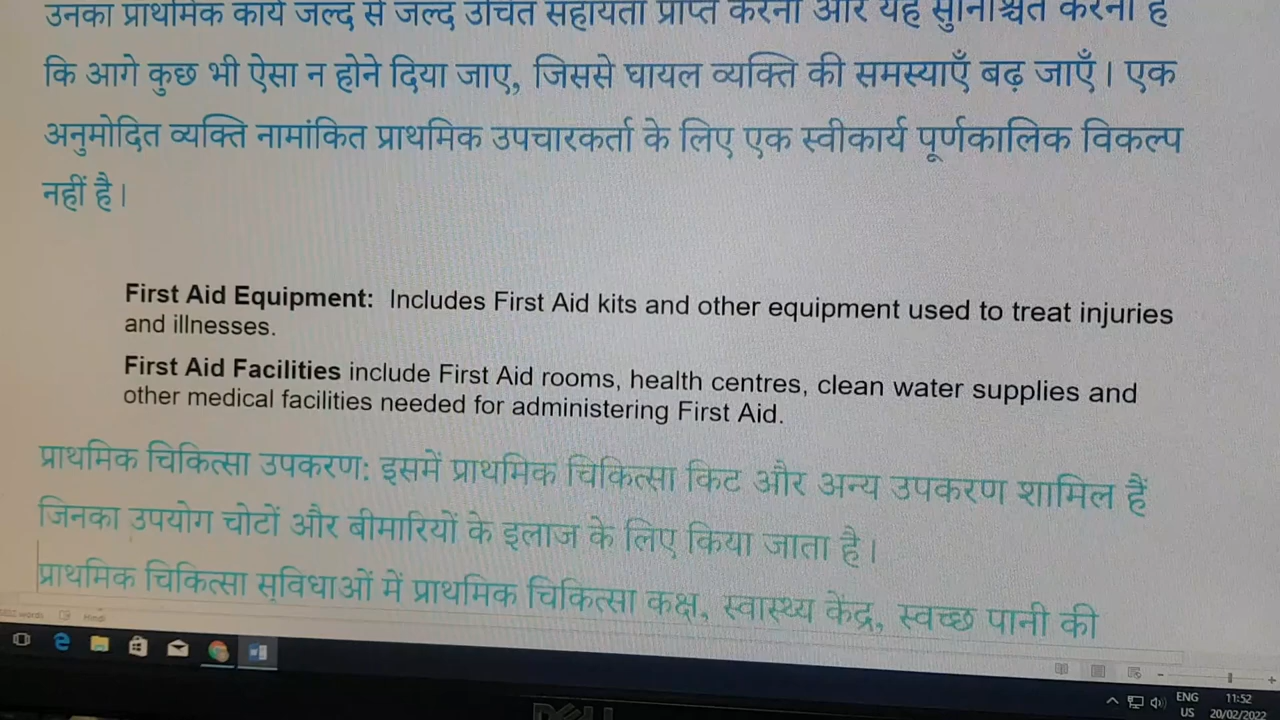 उनका प्राथमिक कार्य जल्द से जल्द उचित सहायता प्राप्त करना और यह सुनिश्चित करना है
कि आगे कुछ भी ऐसा न होने दिया जाए, जिससे घायल व्यक्ति की समस्याएँ बढ़ जाएँ। एक
अनुमोदित व्यक्ति नामांकित प्राथमिक उपचारकर्ता के लिए एक स्वीकार्य पूर्णकालिक विकल्प
नहीं है।
First Aid Equipment: Includes First Aid kits and other equipment used to treat injuries
and illnesses.
First Aid Facilities include First Aid rooms, health centres, clean water supplies and
other medical facilities needed for administering First Aid.
प्राथमिक चिकित्सा उपकरण: इसमें प्राथमिक चिकित्सा किट और अन्य उपकरण शामिल हैं
जिनका उपयोग चोटों और बीमारियों के इलाज के लिए किया जाता है।
प्राथमिक चिकित्सा सुविधाओं में प्राथमिक चिकित्सा कक्ष, स्वास्थ्य केंद्र, स्वच्छ पानी की
words Hindi
ENG 11:52
US 20/02/2022
DELL